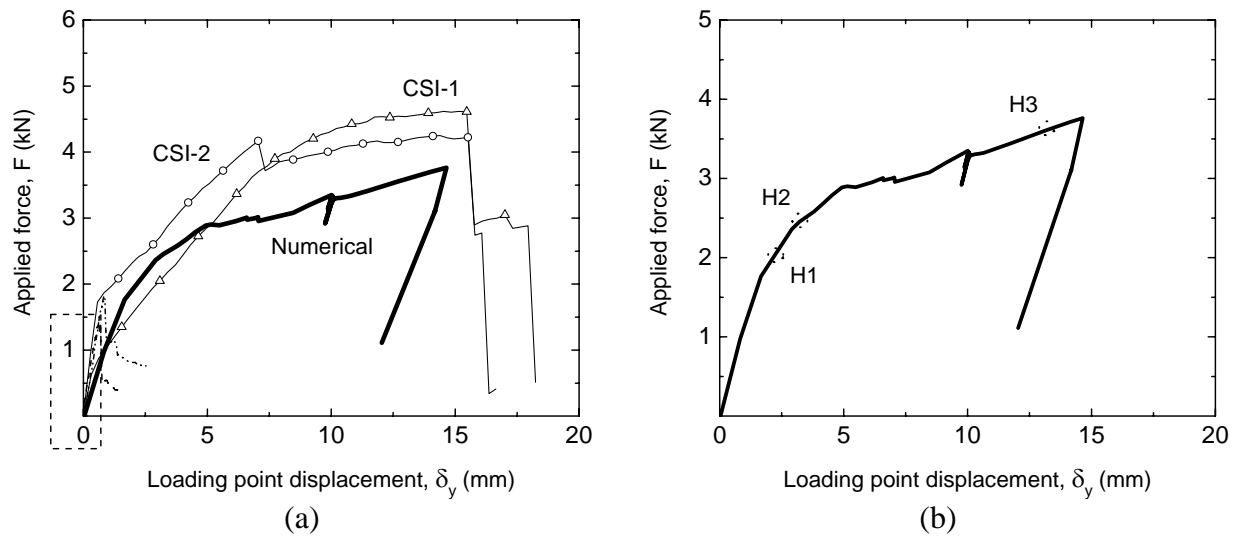 6
5
4
3
2
1
0
5
10
15
20
Applied force, F (kN)
Loading point displacement, δy (mm)
CSI-1
CSI-2
Numerical
(a)
5
4
3
2
1
0
0
5
10
15
20
Applied force, F (kN)
Loading point displacement, δy (mm)
H3
H2
H1
(b)